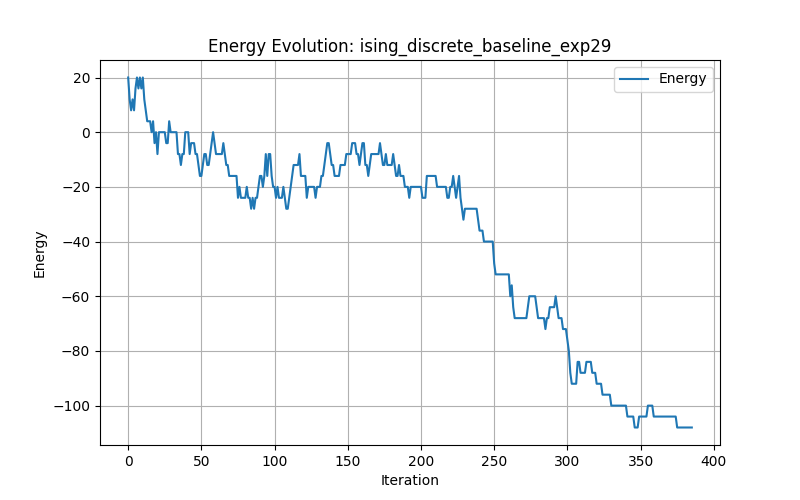 Energy Evolution: ising_discrete_baseline_exp29
Energy
20
0
−20
−40
−60
−80
−100
Energy
0 50 100 150 200 250 300 350 400
Iteration